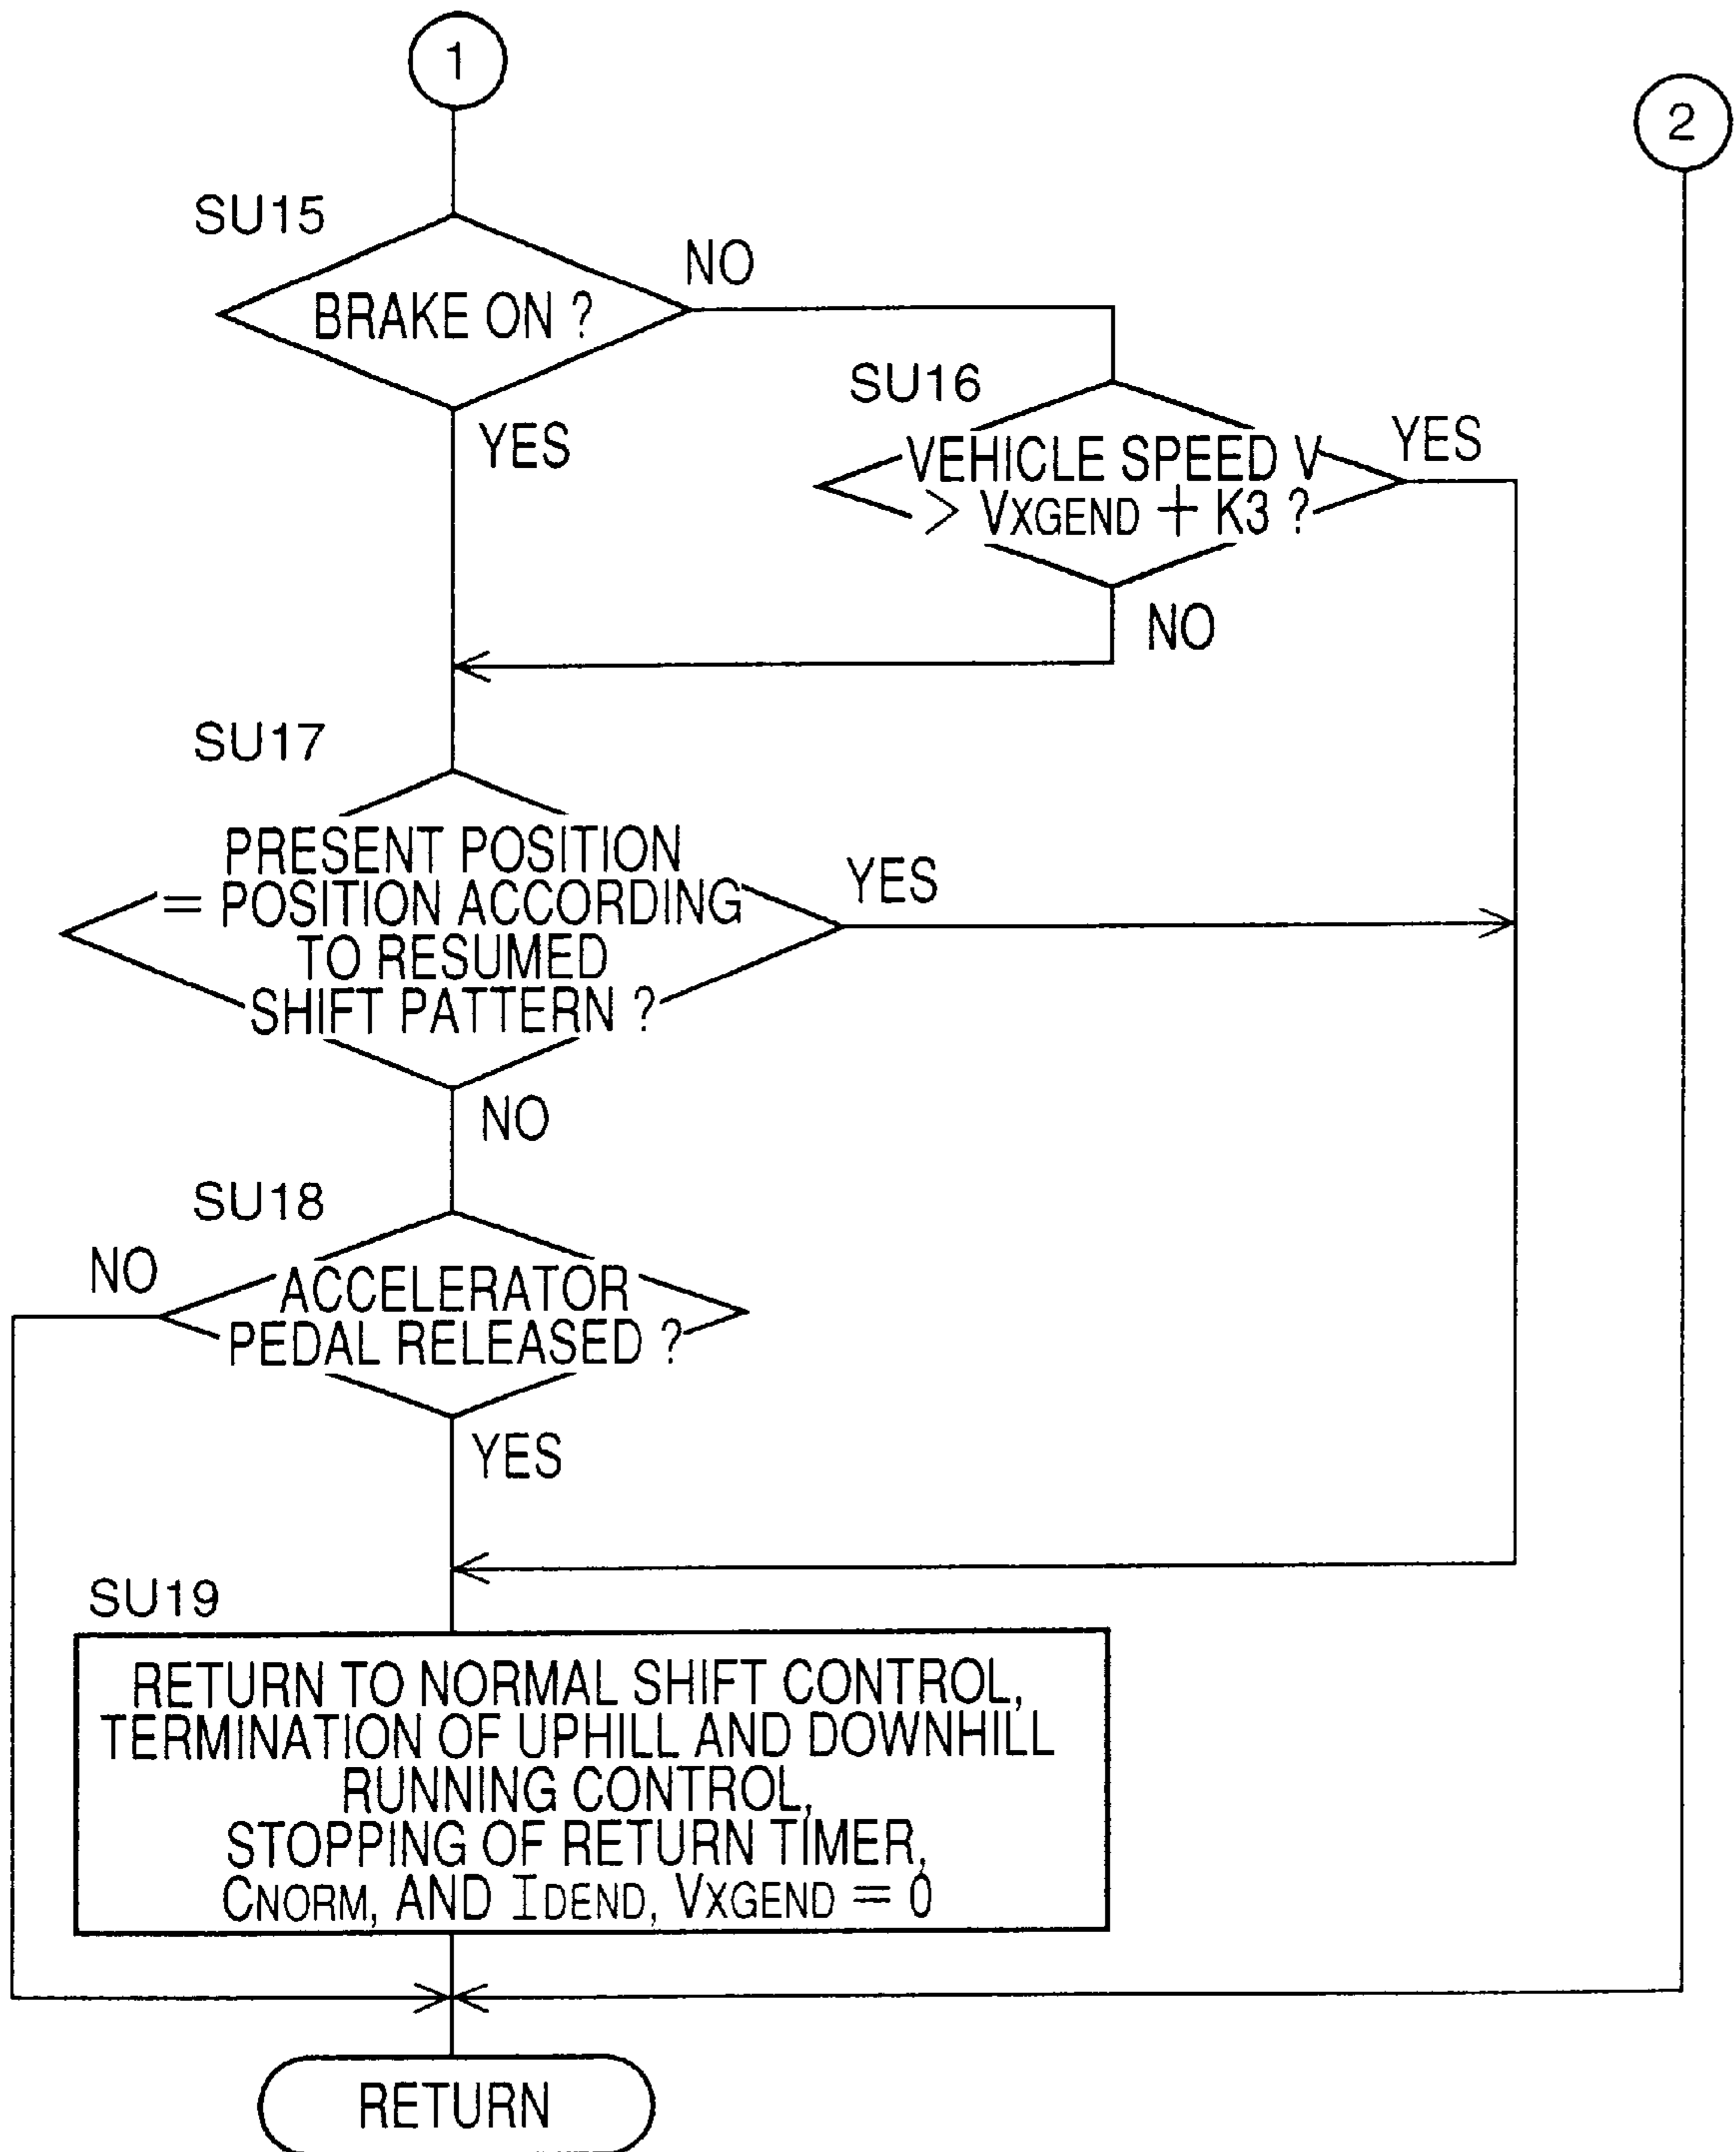 1
2
SU15
BRAKE ON ?
NO
YES
SU16
VEHICLE SPEED V
> VXGEND + K3 ?
YES
NO
SU17
PRESENT POSITION
= POSITION ACCORDING
TO RESUMED
SHIFT PATTERN ?
YES
NO
SU18
NO
ACCELERATOR
PEDAL RELEASED ?
YES
SU19
RETURN TO NORMAL SHIFT CONTROL,
TERMINATION OF UPHILL AND DOWNHILL
RUNNING CONTROL,
STOPPING OF RETURN TIMER,
CNORM, AND IDEND, VXGEND = 0
RETURN